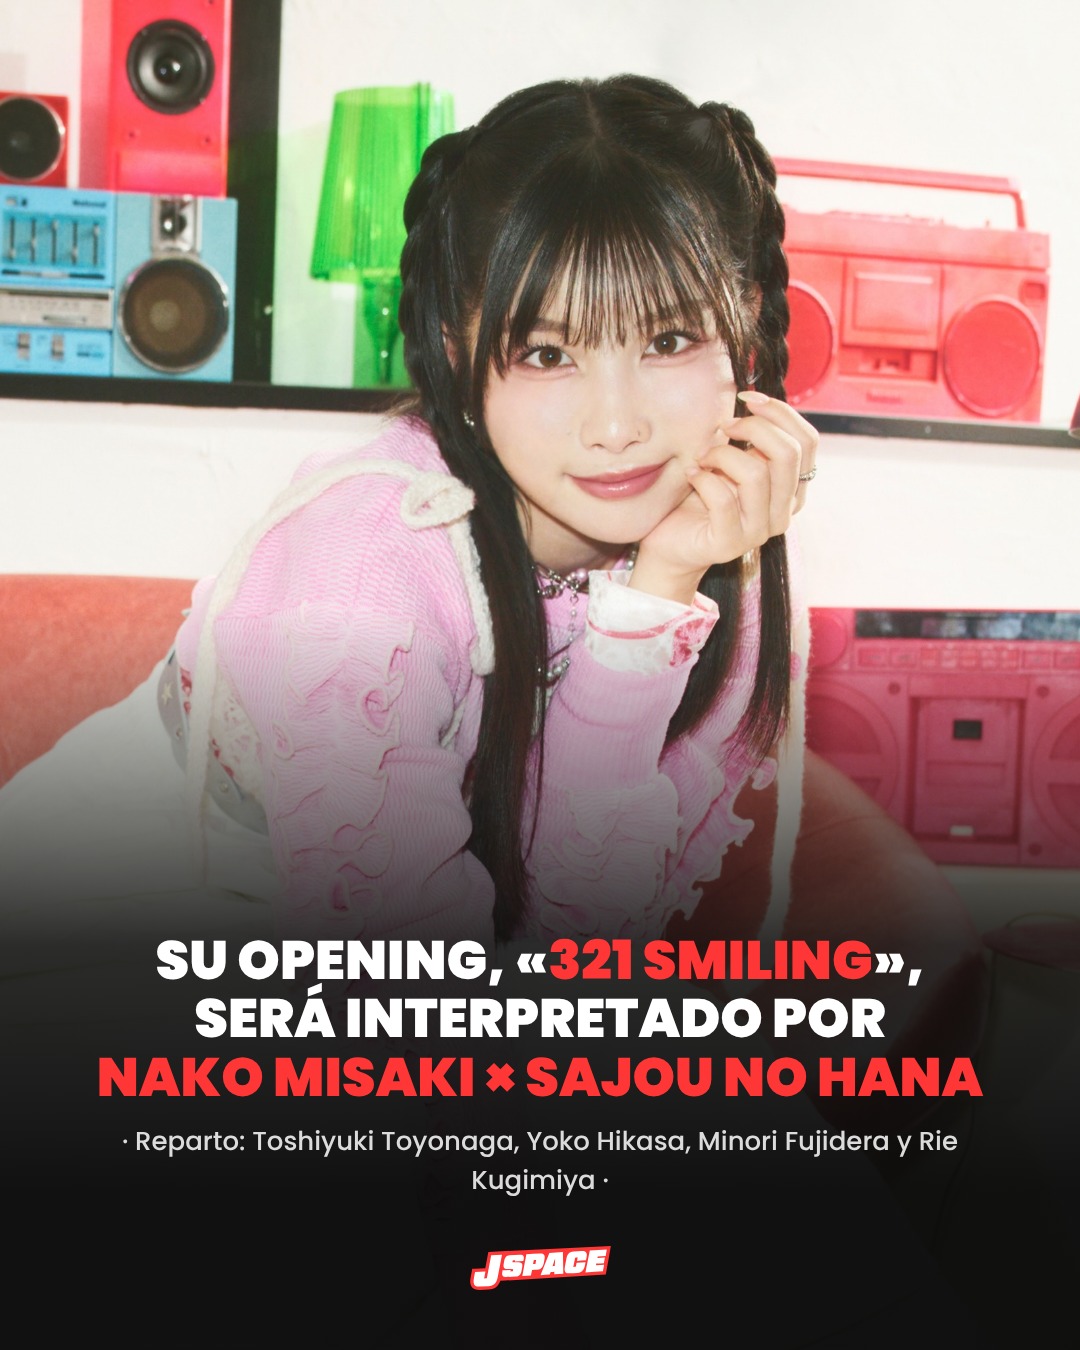 SU OPENING, «321 SMILING»,
SERÁ INTERPRETADO POR
NAKO MISAKI × SAJOU NO HANA
· Reparto: Toshiyuki Toyonaga, Yoko Hikasa, Minori Fujidera y Rie
Kugimiya ·
JSPACE